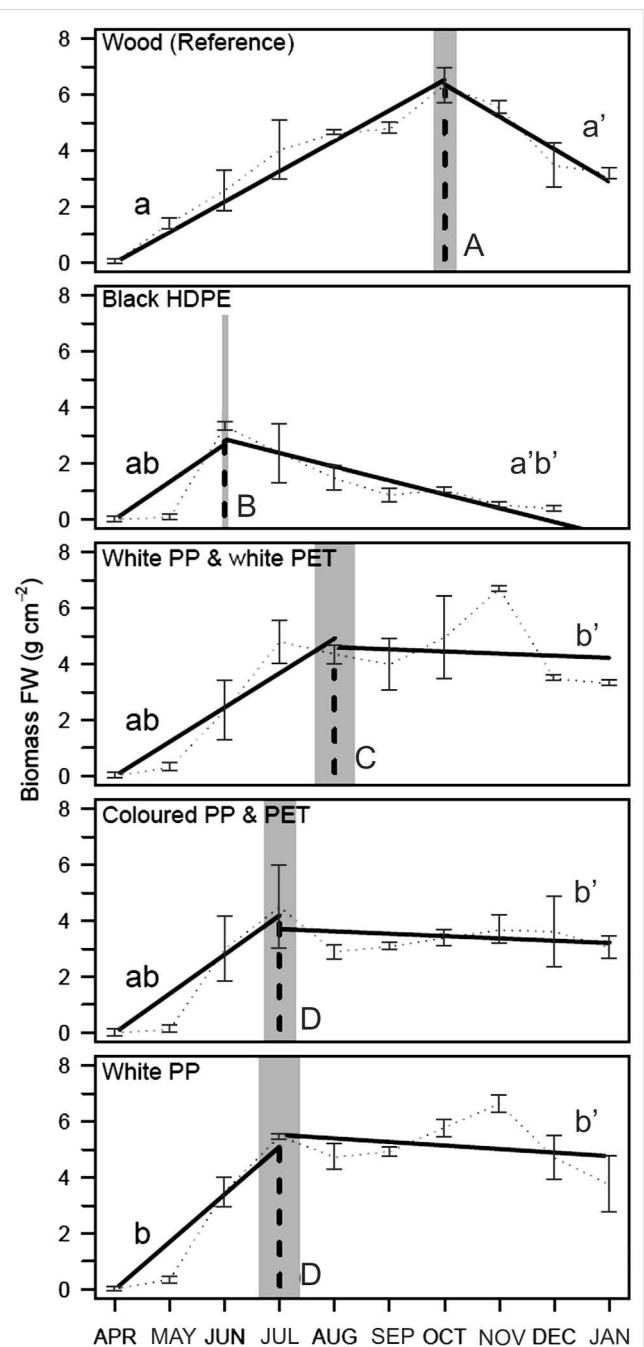 Wood (Reference)
8
6
4
2
0
a
a’
A
Black HDPE
8
6
4
2
0
ab
a’b’
B
White PP & white PET
8
6
4
2
0
ab
b’
C
Biomass FW (g cm⁻²)
Coloured PP & PET
8
6
4
2
0
ab
b’
D
White PP
8
6
4
2
0
b
b’
D
APR MAY JUN JUL AUG SEP OCT NOV DEC JAN